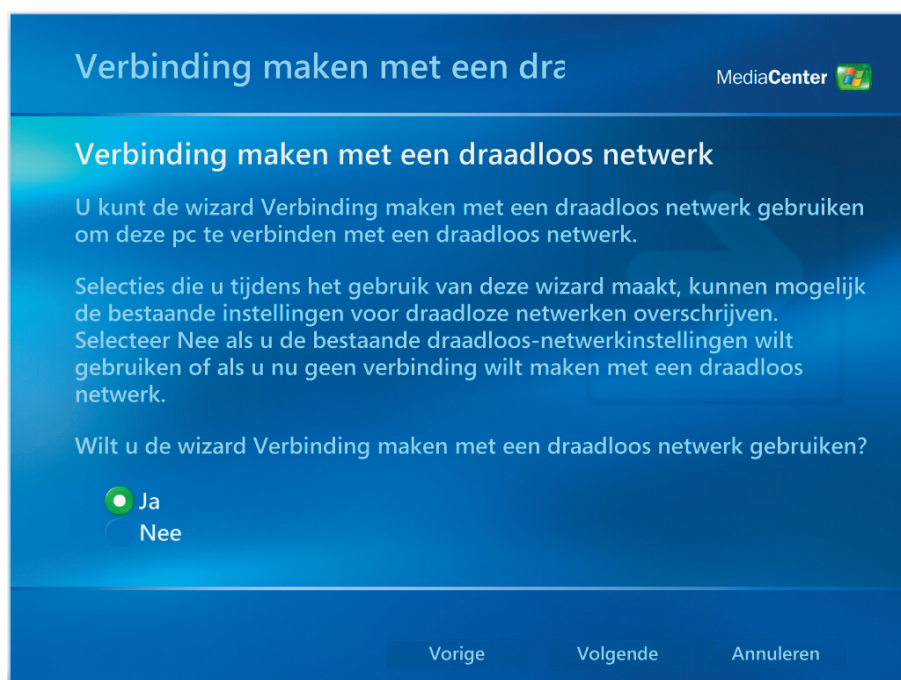 Verbinding maken met een dra
MediaCenter
Verbinding maken met een draadloos netwerk
U kunt de wizard Verbinding maken met een draadloos netwerk gebruiken
om deze pc te verbinden met een draadloos netwerk.
Selecties die u tijdens het gebruik van deze wizard maakt, kunnen mogelijk
de bestaande instellingen voor draadloze netwerken overschrijven.
Selecteer Nee als u de bestaande draadloos-netwerkinstellingen wilt
gebruiken of als u nu geen verbinding wilt maken met een draadloos
netwerk.
Wilt u de wizard Verbinding maken met een draadloos netwerk gebruiken?
Ja
Nee
Vorige
Volgende
Annuleren